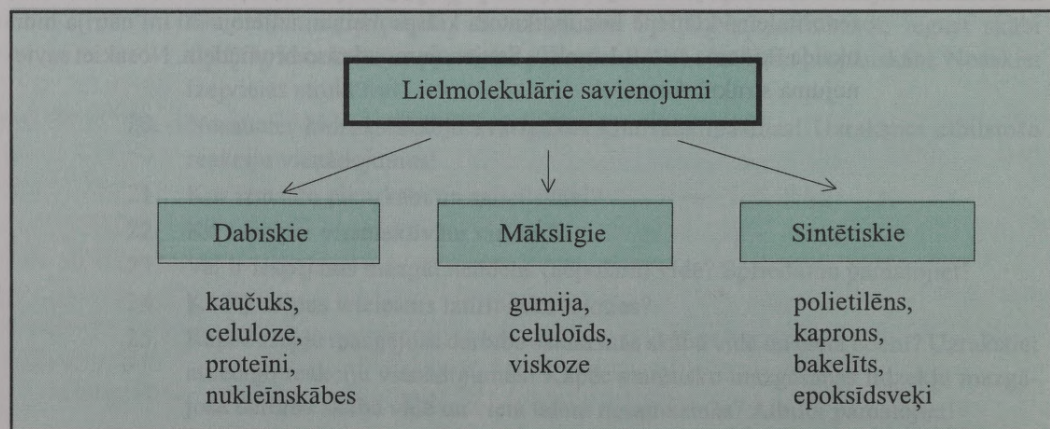 Lielmolekulārie savienojumi
Dabiskie
Mākslīgie
Sintētiskie
kaučuks,
celuloze,
proteīni,
nukleīnskābes
gumija,
celuloīds,
viskoze
polietilēns,
kaprons,
bakelīts,
epoksīdsveķi